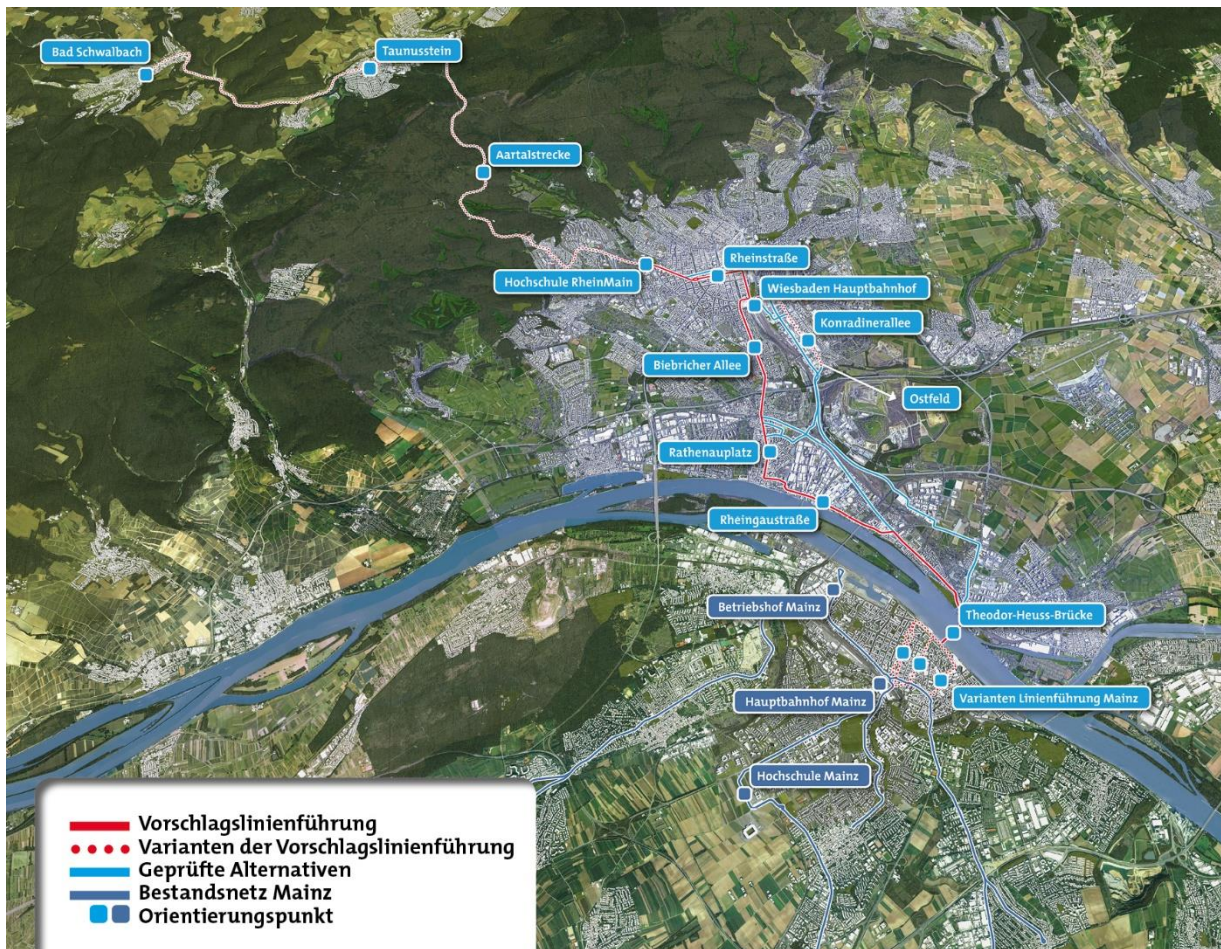 Bad Schwalbach
Taunusstein
Aartalstrecke
Hochschule RheinMain
Rheinstraße
Wiesbaden Hauptbahnhof
Konradinerallee
Biebricher Allee
Ostfeld
Rathenauplatz
Rheingaustraße
Betriebshof Mainz
Theodor-Heuss-Brücke
Hauptbahnhof Mainz
Varianten Linienführung Mainz
Hochschule Mainz
Vorschlagslinienführung
Varianten der Vorschlagslinienführung
Geprüfte Alternativen
Bestandsnetz Mainz
Orientierungspunkt